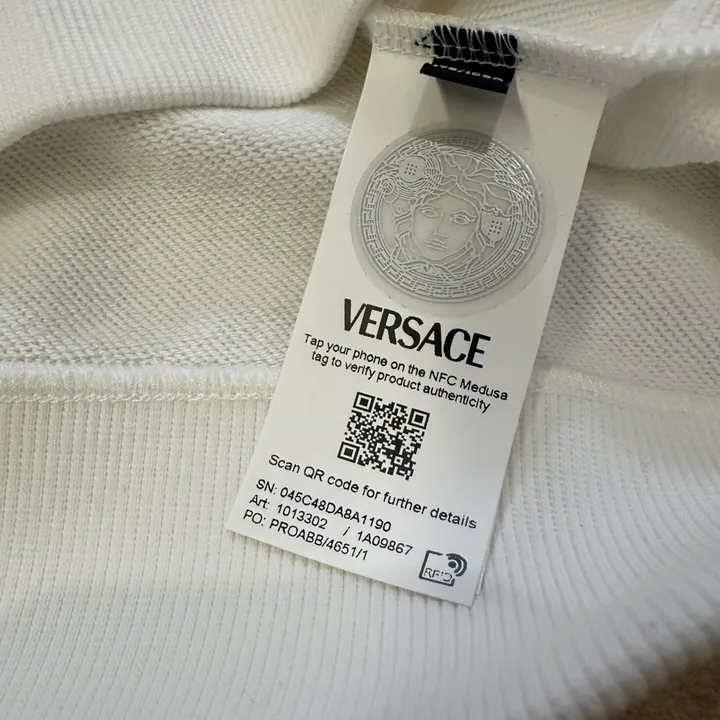 VERSACE
Tap your phone on the NFC Medusa
tag to verify product authenticity
Scan QR code for further details
SN: 045C48DA8A1190
Art: 1013302 / 1A09867
PO: PROABB/4651/1
RFID